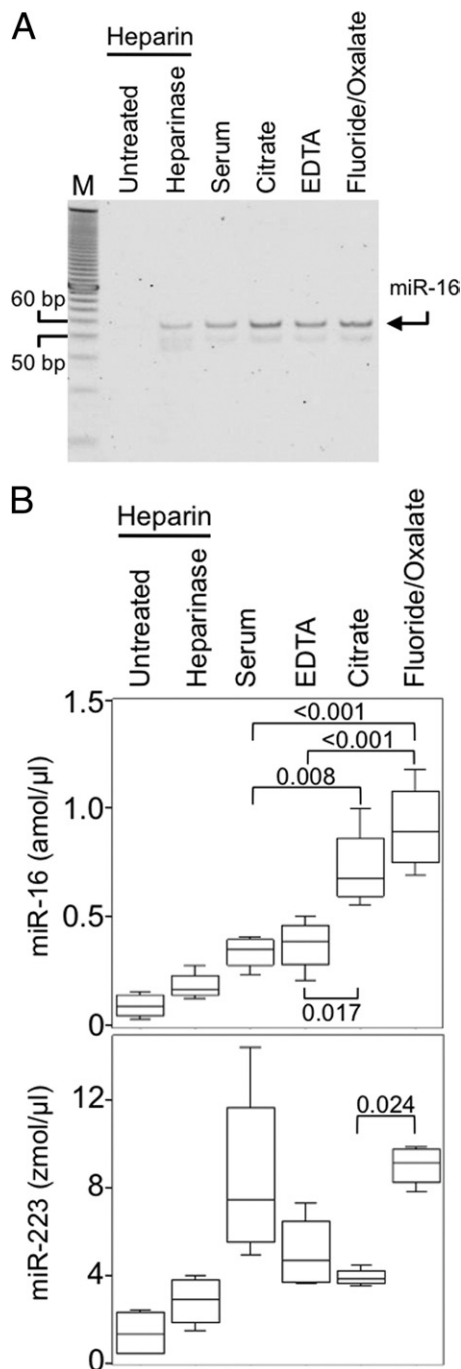 A
Heparin
Untreated
Heparinase
Serum
Citrate
EDTA
Fluoride/Oxalate
M
60 bp
50 bp
miR-16
B
Heparin
Untreated
Heparinase
Serum
EDTA
Citrate
Fluoride/Oxalate
miR-16 (amol/µl)
1.5
1.0
0.5
0
<0.001
<0.001
0.008
0.017
miR-223 (zmol/µl)
12
8
4
0
0.024